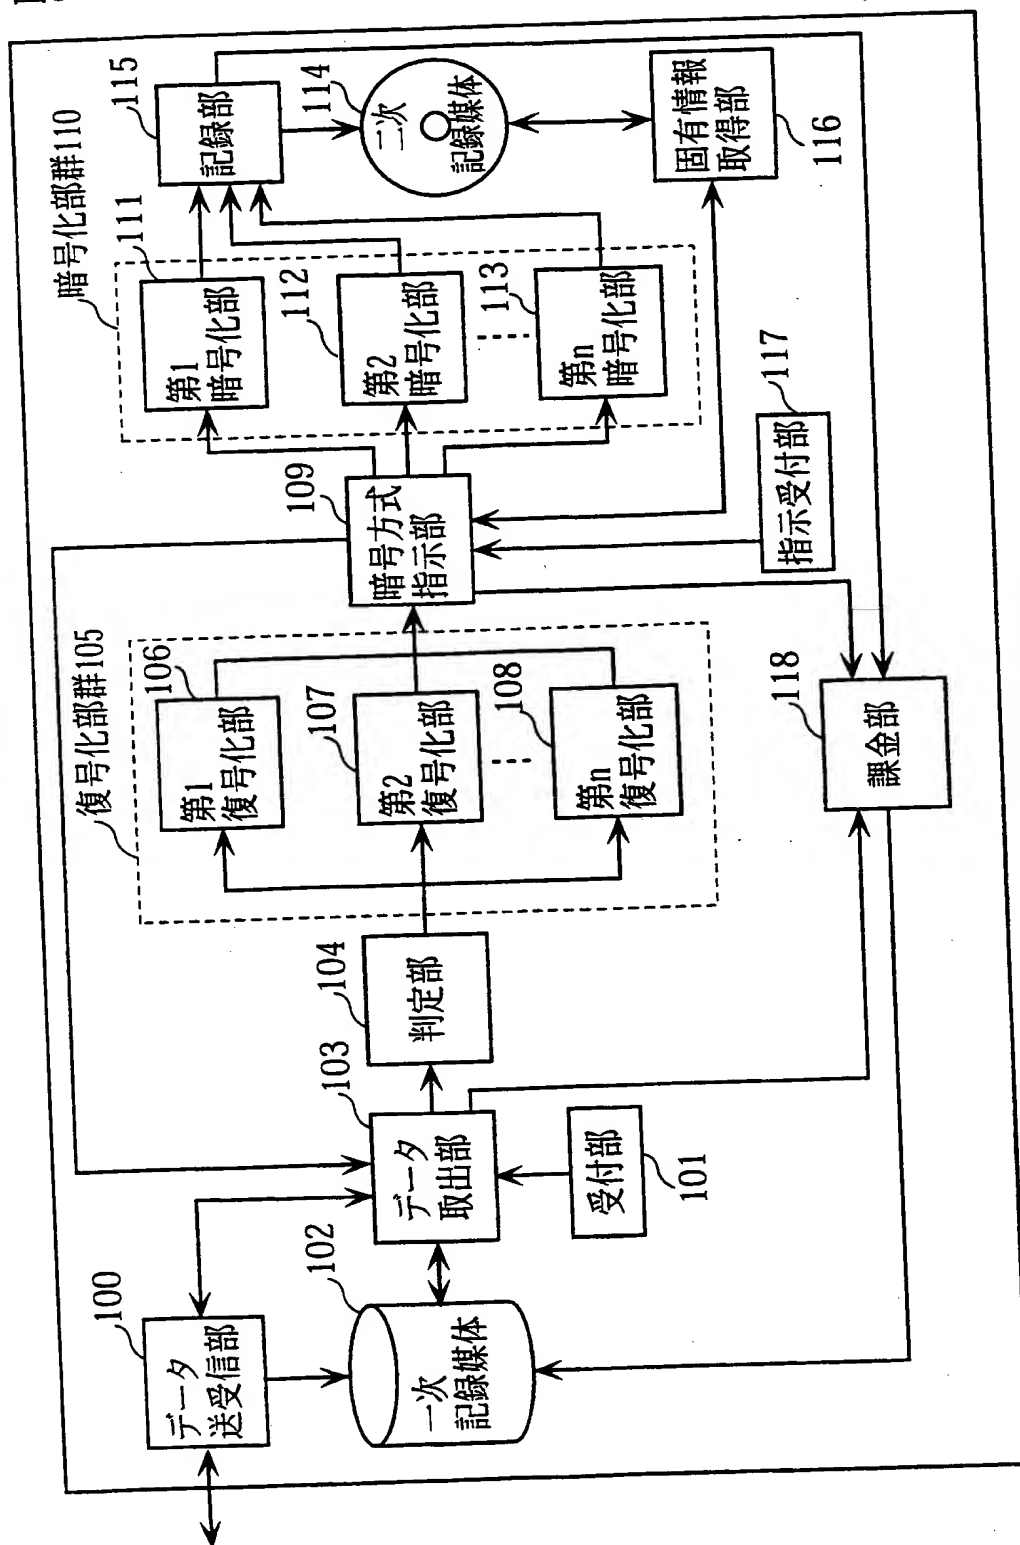 100
データ
送受信部
102
一次
記録媒体
103
データ
取出部
受付部
101
104
判定部
復号化部群105
106
第1
復号化部
107
第2
復号化部
108
第n
復号化部
109
暗号方式
指示部
暗号化部群110
111
第1
暗号化部
112
第2
暗号化部
113
第n
暗号化部
115
記録部
114
二次
記録媒体
固有情報
取得部
116
117
指示受付部
118
課金部